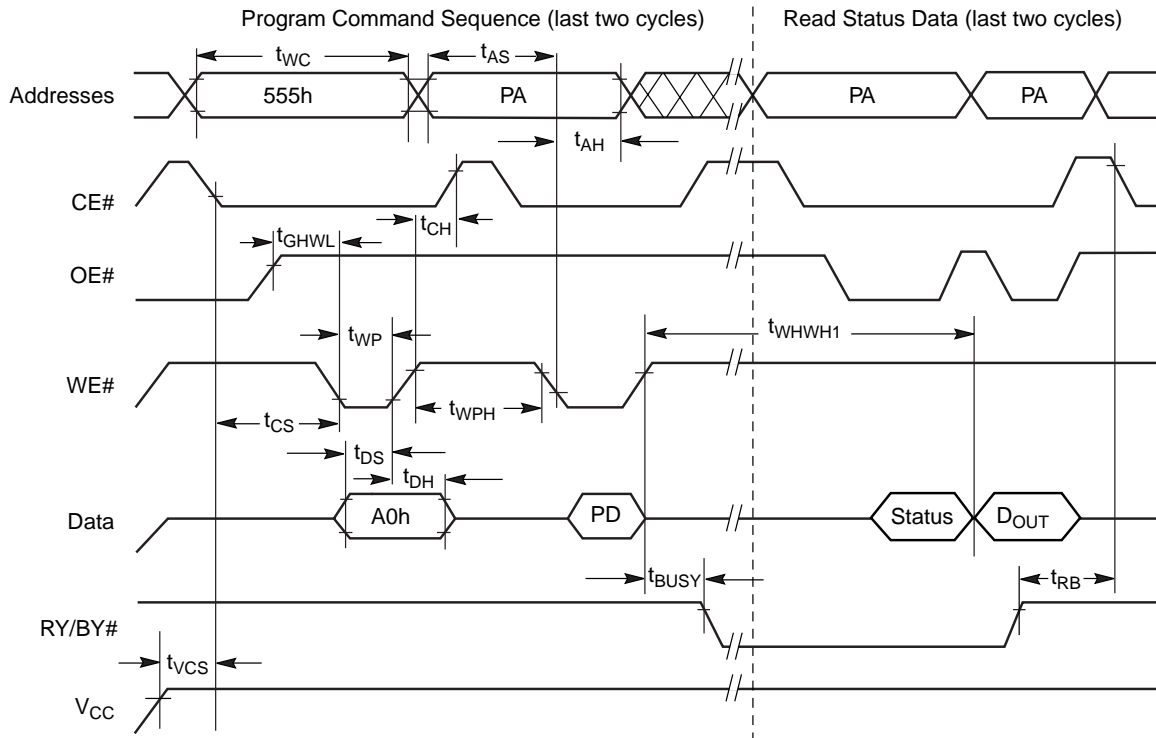 Program Command Sequence (last two cycles)
Read Status Data (last two cycles)
tWC
tAS
Addresses
555h
PA
PA
PA
tAH
CE#
tCH
tGHWL
OE#
tWP
tWHWH1
WE#
tCS
tWPH
tDS
tDH
Data
A0h
PD
Status
DOUT
tBUSY
tRB
RY/BY#
tVCS
VCC